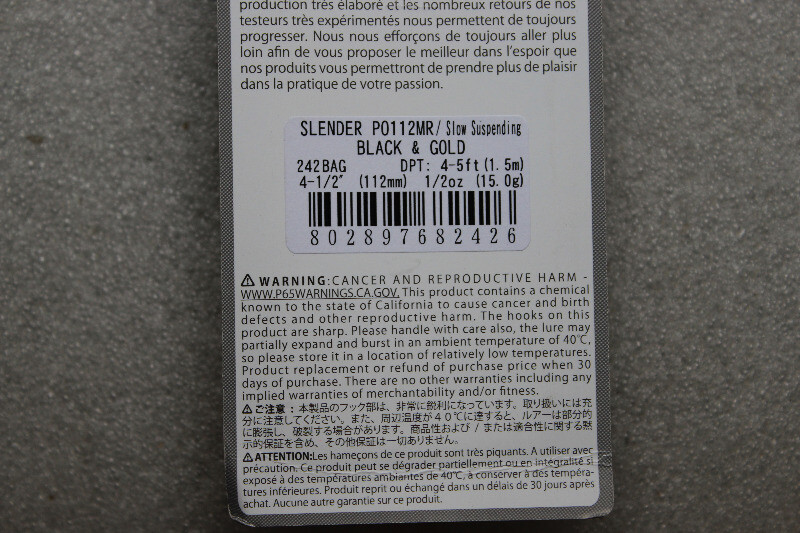 production très élaboré et les nombreux retours de nos
testeurs très expérimentés nous permettent de toujours
progresser. Nous nous efforçons de toujours aller plus
loin afin de vous proposer le meilleur dans l'espoir que
nos produits vous permettront de prendre plus de plaisir
dans la pratique de votre passion.
SLENDER PO112MR/Slow Suspending
BLACK & GOLD
242BAG DPT: 4-5ft(1.5m)
4-1/2" (112mm) 1/2oz (15.0g)
802897682426
⚠WARNING:CANCER AND REPRODUCTIVE HARM -
WWW.P65WARNINGS.CA.GOV. This product contains a chemical
known to the state of California to cause cancer and birth
defects and other reproductive harm. The hooks on this
product are sharp. Please handle with care also, the lure may
partially expand and burst in an ambient temperature of 40℃,
so please store it in a location of relatively low temperatures.
Product replacement or refund of purchase price when 30
days of purchase. There are no other warranties including any
implied warranties of merchantability and/or fitness.
⚠ご注意：本製品のフック部は、非常に鋭利になっています。取り扱いには充
分に注意してください。また、周辺温度が４０℃に達すると、ルアーは部分的
に膨張し、破裂する場合があります。商品性および / または適合性に関する黙
示的保証を含め、その他保証は一切ありません。
⚠ATTENTION:Les hameçons de ce produit sont très piquants. A utiliser avec
précaution. Ce produit peut se dégrader partiellement ou en intégralité si
exposé à des températures ambiantes de 40℃, à conserver à des tempéra-
tures inférieures. Produit reprit ou échangé dans un délais de 30 jours après
achat. Aucune autre garantie sur ce produit.